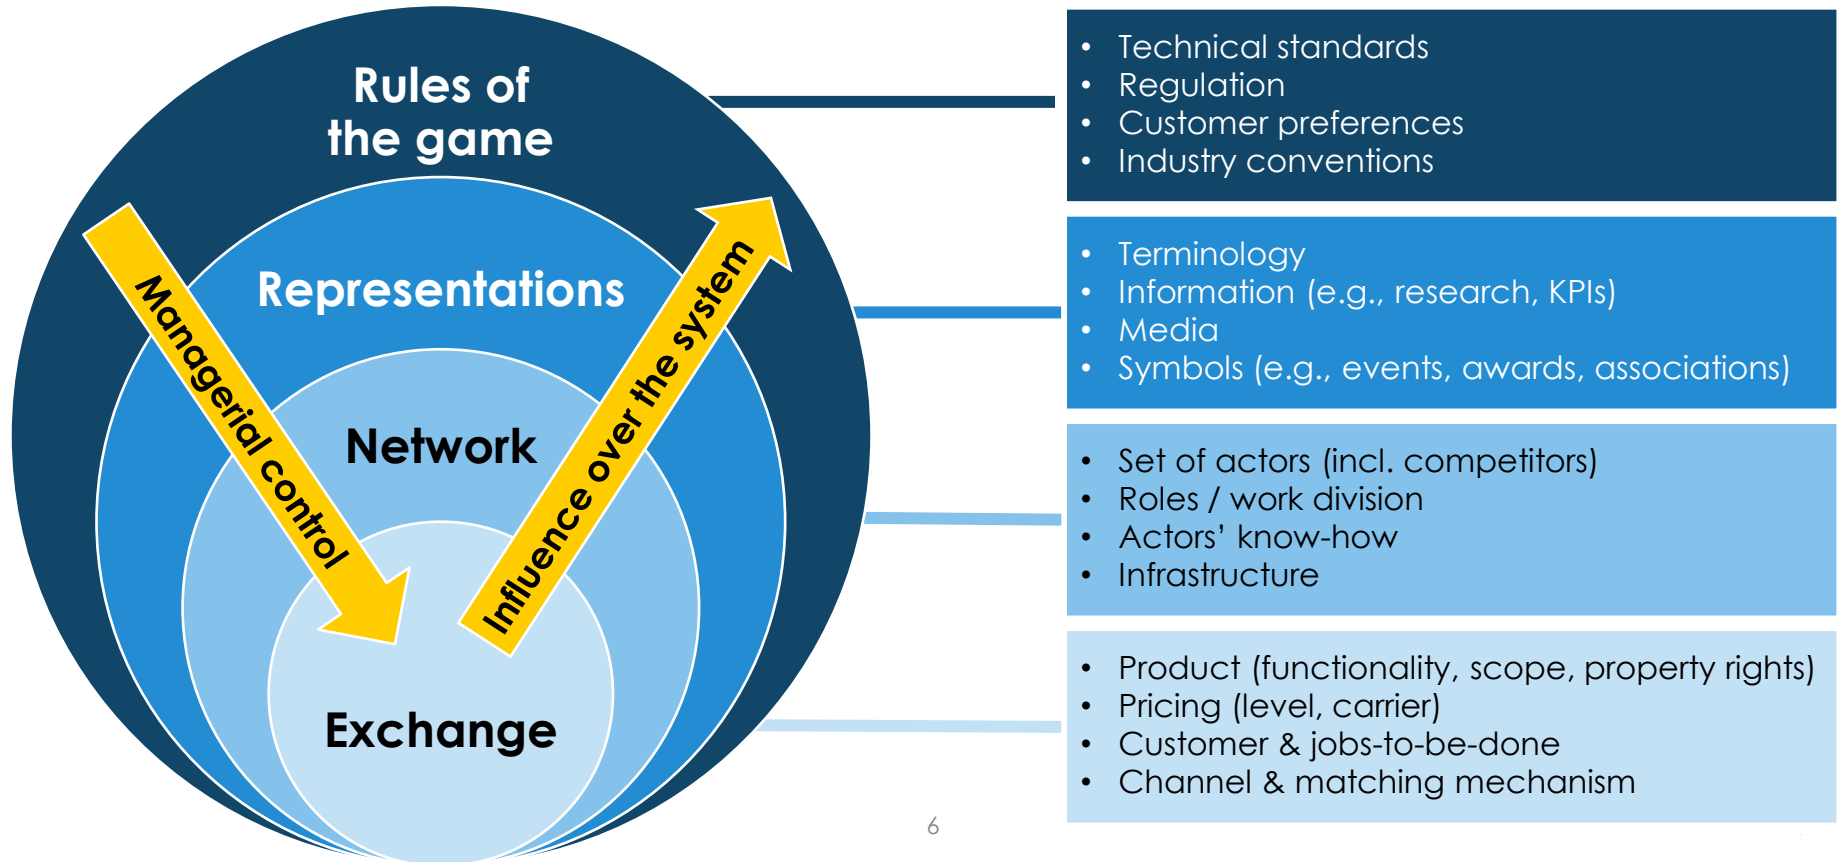 Rules of
the game
Representations
Network
Exchange
Managerial control
Influence over the system
• Technical standards
• Regulation
• Customer preferences
• Industry conventions
• Terminology
• Information (e.g., research, KPIs)
• Media
• Symbols (e.g., events, awards, associations)
• Set of actors (incl. competitors)
• Roles / work division
• Actors’ know-how
• Infrastructure
• Product (functionality, scope, property rights)
• Pricing (level, carrier)
• Customer & jobs-to-be-done
• Channel & matching mechanism
6